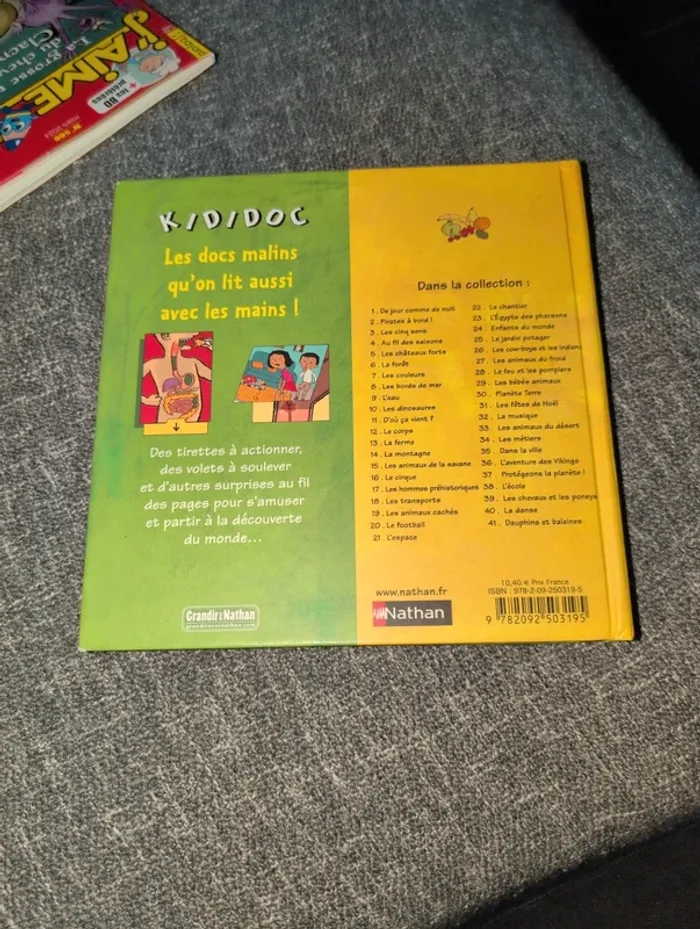 J'AIME
La grosse
du chev
Clacro
+ les BD
préférées
KIDIDOC
Les docs malins
qu'on lit aussi
avec les mains !
Des tirettes à actionner,
des volets à soulever
et d'autres surprises au fil
des pages pour s'amuser
et partir à la découverte
du monde...
Grandir Nathan
grandiravecnathan.com
Dans la collection :
1. De jour comme de nuit
2. Pirates à bord !
3. Les cinq sens
4. Au fil des saisons
5. Les châteaux forts
6. La forêt
7. Les couleurs
8. Les bords de mer
9. L'eau
10. Les dinosaures
11. D'où ça vient ?
12. Le corps
13. La ferme
14. La montagne
15. Les animaux de la savane
16. Le cirque
17. Les hommes préhistoriques
18. Les transports
19. Les animaux cachés
20. Le football
21. L'espace
22. Le chantier
23. L'Égypte des pharaons
24. Enfants du monde
25. Le jardin potager
26. Les cow-boys et les indiens
27. Les animaux du froid
28. Le feu et les pompiers
29. Les bébés animaux
30. Planète Terre
31. Les fêtes de Noël
32. La musique
33. Les animaux du désert
34. Les métiers
35. Dans la ville
36. L'aventure des Vikings
37. Protégeons la planète !
38. L'école
39. Les chevaux et les poneys
40. La danse
41. Dauphins et baleines
www.nathan.fr
Nathan
10,40 € Prix France
ISBN : 978-2-09-250319-5
9 782092 503195